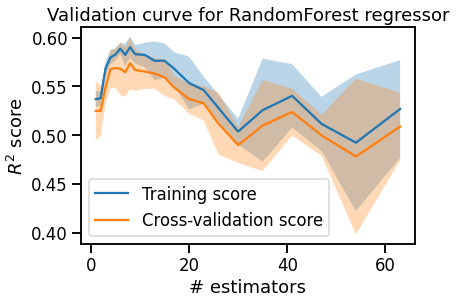 Validation curve for RandomForest regressor
0.60
0.55
0.50
0.45
0.40
R² score
Training score
Cross-validation score
0 20 40 60
# estimators